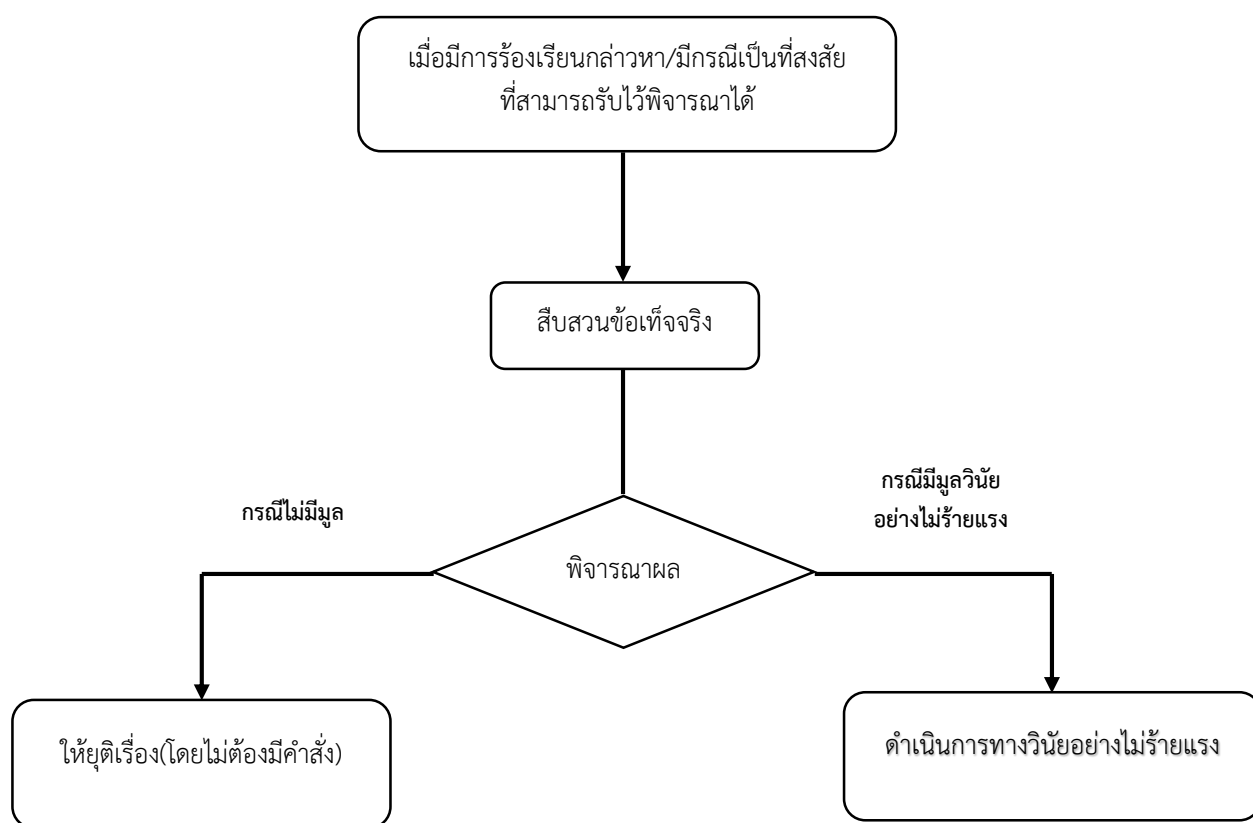 เมื่อมีการร้องเรียนกล่าวหา/มีกรณีเป็นที่สงสัย
ที่สามารถรับไว้พิจารณาได้
สืบสวนข้อเท็จจริง
กรณีไม่มีมูล
กรณีมีมูลวินัย
อย่างไม่ร้ายแรง
พิจารณาผล
ให้ยุติเรื่อง(โดยไม่ต้องมีคำสั่ง)
ดำเนินการทางวินัยอย่างไม่ร้ายแรง